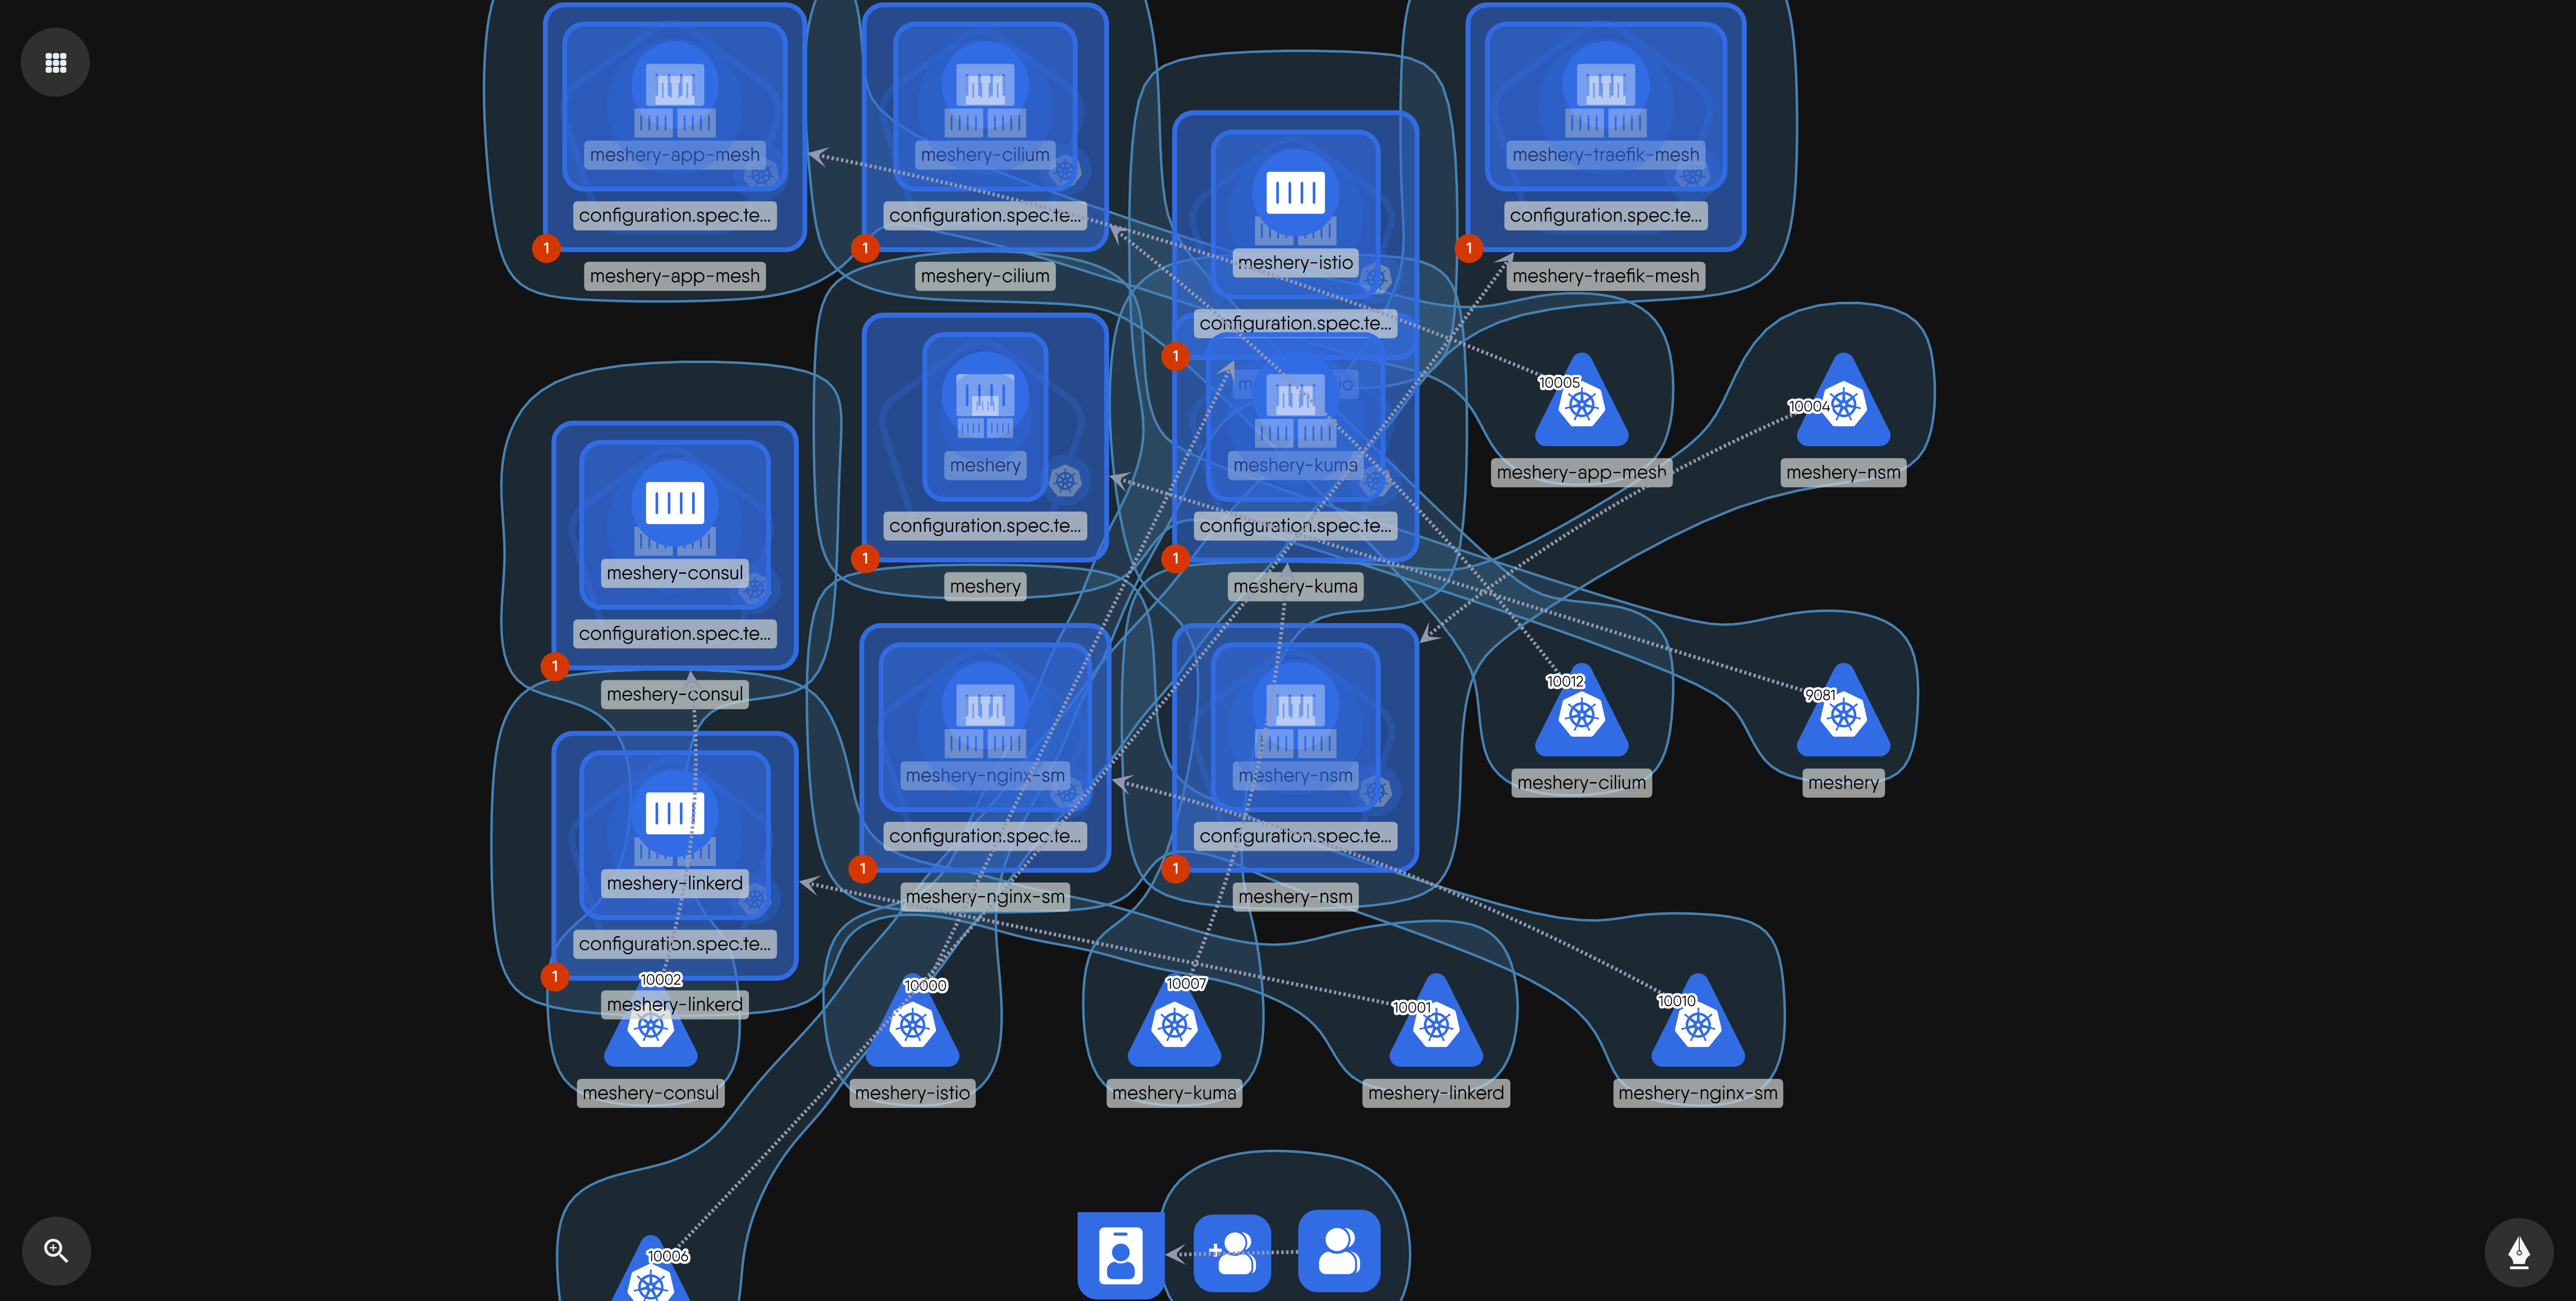 meshery-app-mesh
configuration.spec.te...
1
meshery-app-mesh
meshery-cilium
configuration.spec.te...
1
meshery-cilium
meshery-istio
configuration.spec.te...
1
meshery-traefik-mesh
configuration.spec.te...
1
meshery-traefik-mesh
meshery
configuration.spec.te...
1
meshery
meshery-kuma
configuration.spec.te...
1
meshery-kuma
10005
meshery-app-mesh
10004
meshery-nsm
meshery-consul
configuration.spec.te...
1
meshery-consul
meshery-nginx-sm
configuration.spec.te...
1
meshery-nginx-sm
meshery-nsm
configuration.spec.te...
1
meshery-nsm
10012
meshery-cilium
9081
meshery
meshery-linkerd
configuration.spec.te...
1
meshery-linkerd
10002
meshery-consul
10000
meshery-istio
10007
meshery-kuma
10001
meshery-linkerd
10010
meshery-nginx-sm
10006